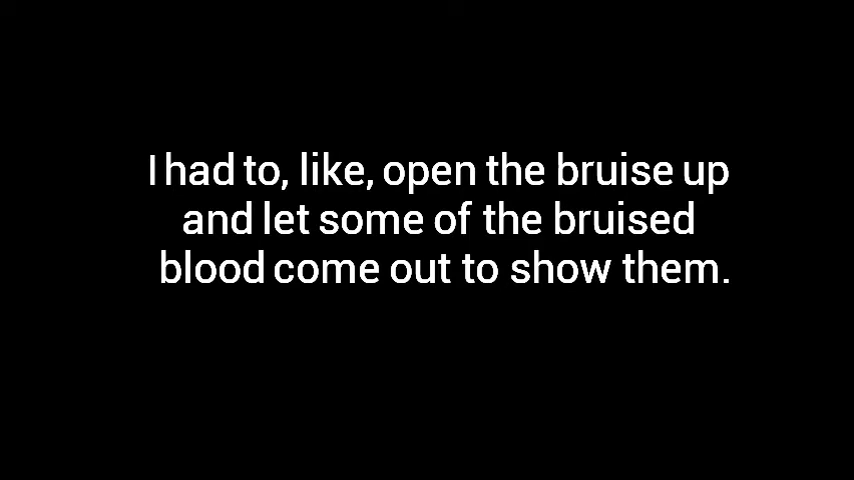 I had to, like, open the bruise up
and let some of the bruised
blood come out to show them.